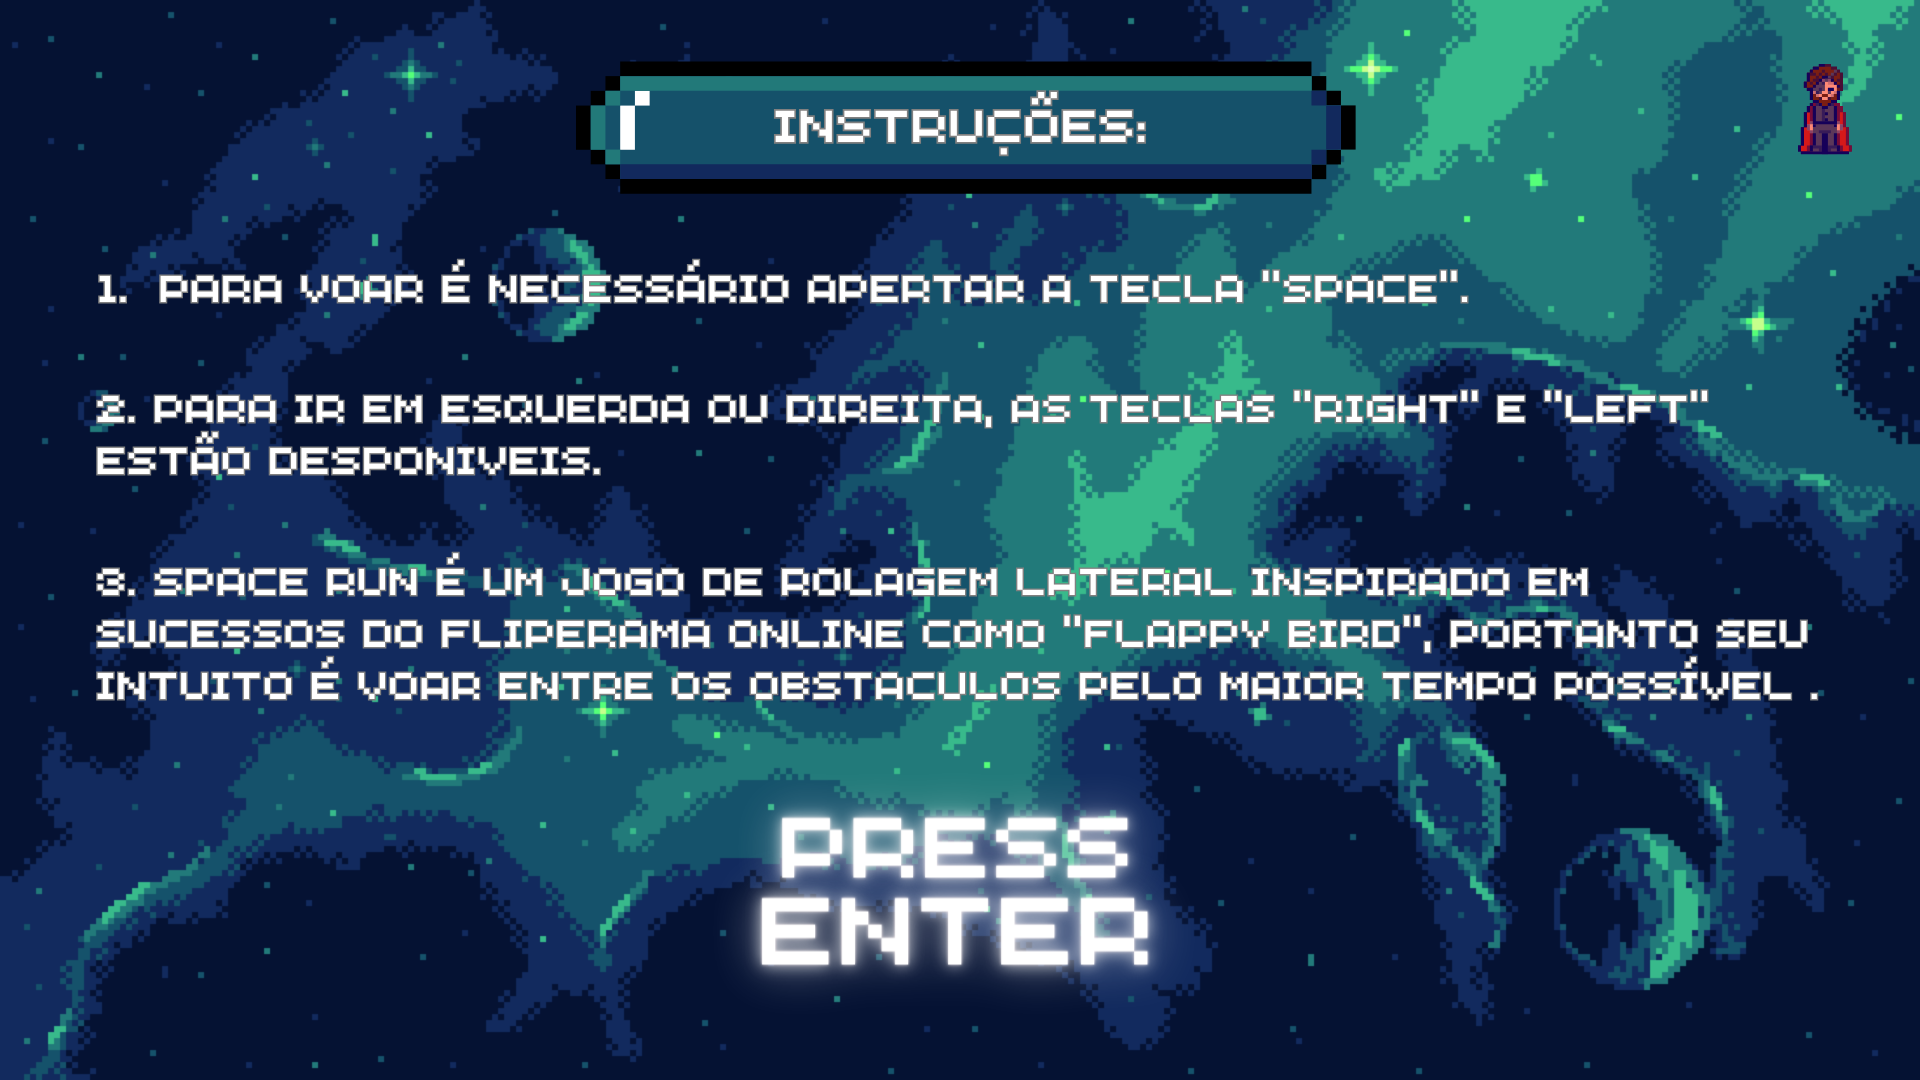 INSTRUÇÕES:
1. PARA VOAR É NECESSÁRIO APERTAR A TECLA "SPACE".
2. PARA IR EM ESQUERDA OU DIREITA, AS TECLAS "RIGHT" E "LEFT"
ESTÃO DESPONIVEIS.
3. SPACE RUN É UM JOGO DE ROLAGEM LATERAL INSPIRADO EM
SUCESSOS DO FLIPERAMA ONLINE COMO "FLAPPY BIRD", PORTANTO SEU
INTUITO É VOAR ENTRE OS OBSTACULOS PELO MAIOR TEMPO POSSÍVEL .
PRESS
ENTER